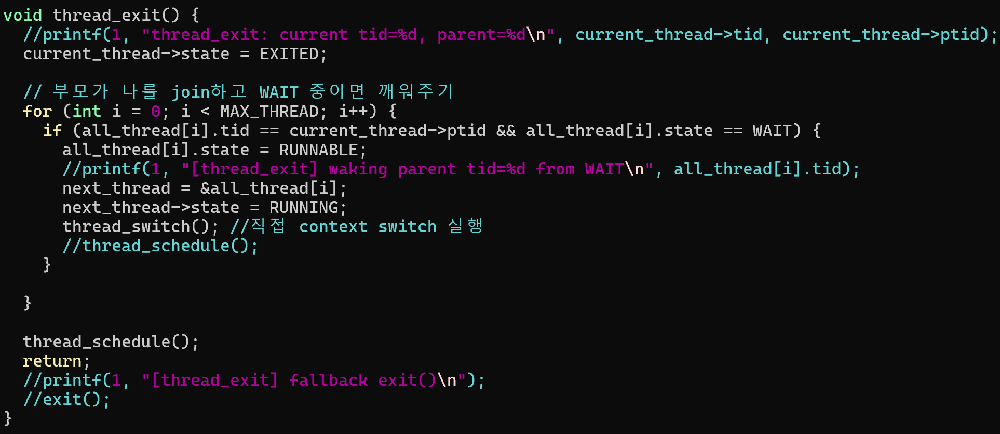 void thread_exit() {
  //printf(1, "thread_exit: current tid=%d, parent=%d\n", current_thread->tid, current_thread->ptid);
  current_thread->state = EXITED;

  // 부모가 나를 join하고 WAIT 중이면 깨워주기
  for (int i = 0; i < MAX_THREAD; i++) {
    if (all_thread[i].tid == current_thread->ptid && all_thread[i].state == WAIT) {
      all_thread[i].state = RUNNABLE;
      //printf(1, "[thread_exit] waking parent tid=%d from WAIT\n", all_thread[i].tid);
      next_thread = &all_thread[i];
      next_thread->state = RUNNING;
      thread_switch(); //직접 context switch 실행
      //thread_schedule();
    }

  }

  thread_schedule();
  return;
  //printf(1, "[thread_exit] fallback exit()\n");
  //exit();
}